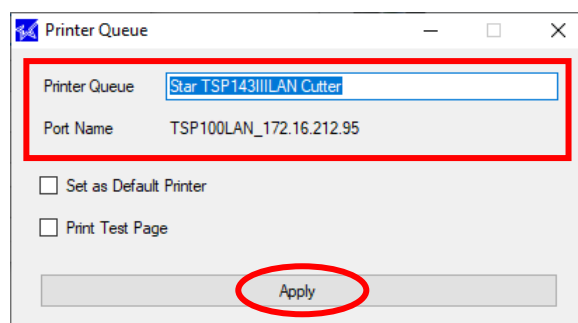 Printer Queue
Printer Queue Star TSP143IIILAN Cutter
Port Name TSP100LAN_172.16.212.95
Set as Default Printer
Print Test Page
Apply